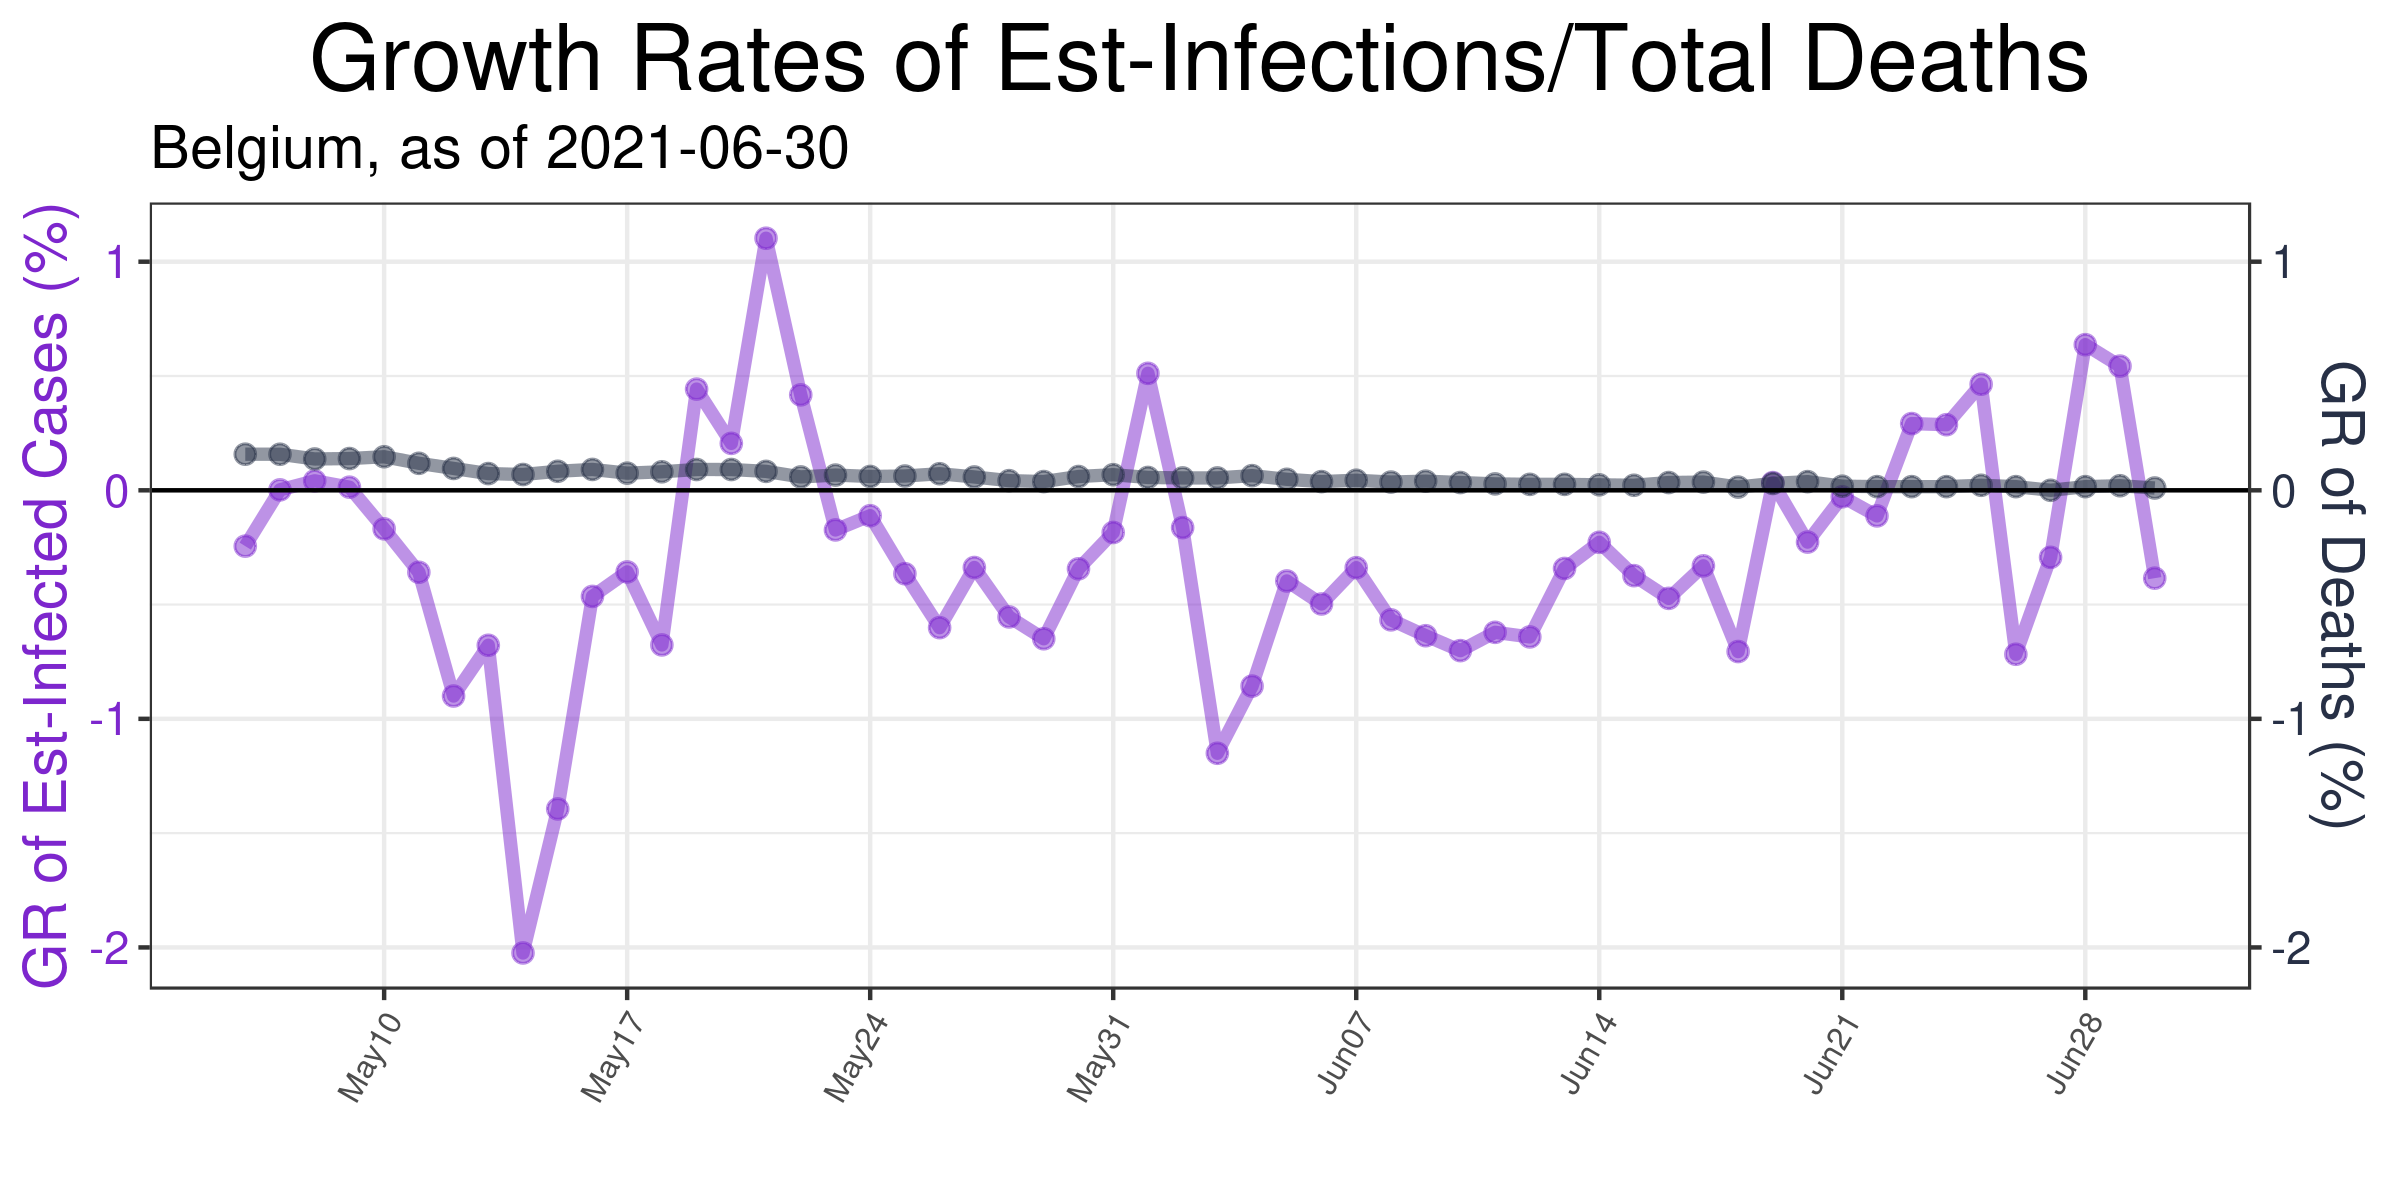 Growth Rates of Est-Infections/Total Deaths
Belgium, as of 2021-06-30
GR of Est-Infected Cases (%)
1
0
-1
-2
1
0
-1
-2
GR of Deaths (%)
May10
May17
May24
May31
Jun07
Jun14
Jun21
Jun28